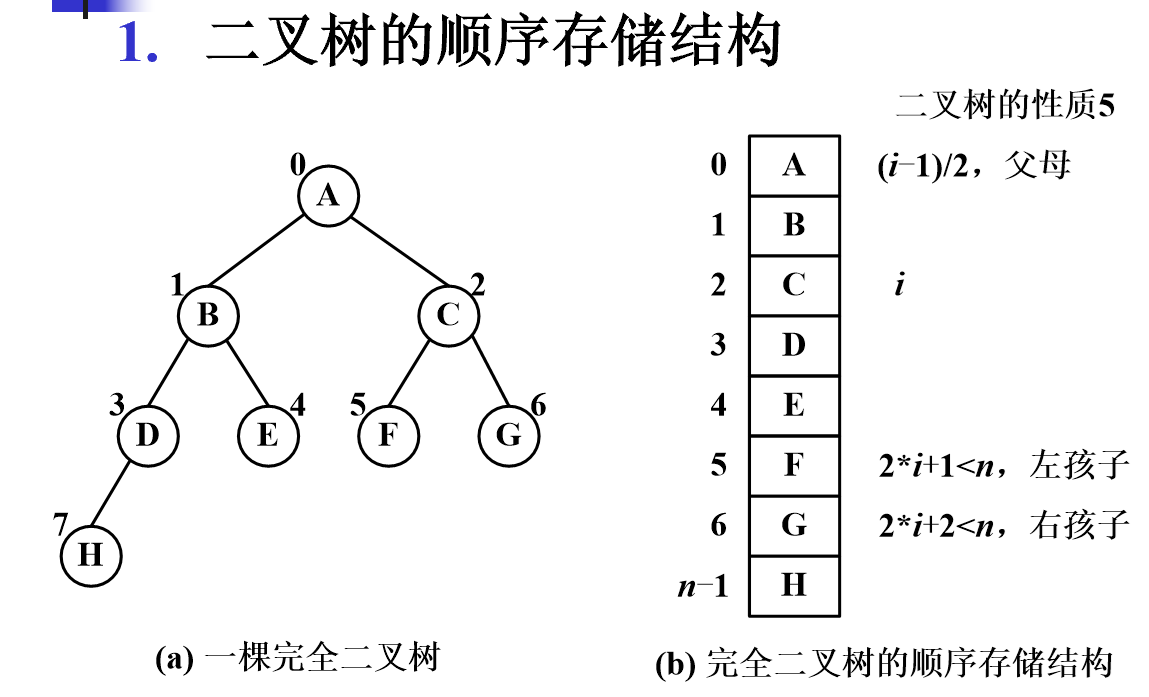 1. 二叉树的顺序存储结构
二叉树的性质5
0
A
1
B
2
C
3
D
4
E
5
F
6
G
7
H
0 A (i−1)/2，父母
1 B
2 C i
3 D
4 E
5 F 2*i+1<n，左孩子
6 G 2*i+2<n，右孩子
n−1 H
(a) 一棵完全二叉树
(b) 完全二叉树的顺序存储结构